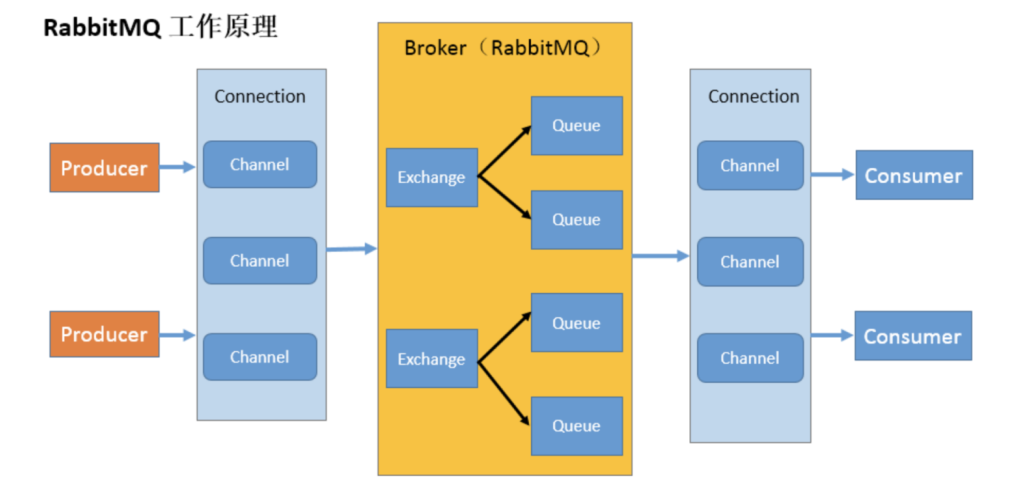 RabbitMQ 工作原理
Broker（RabbitMQ）
Connection
Channel
Channel
Channel
Producer
Producer
Exchange
Queue
Queue
Exchange
Queue
Queue
Connection
Channel
Channel
Channel
Consumer
Consumer